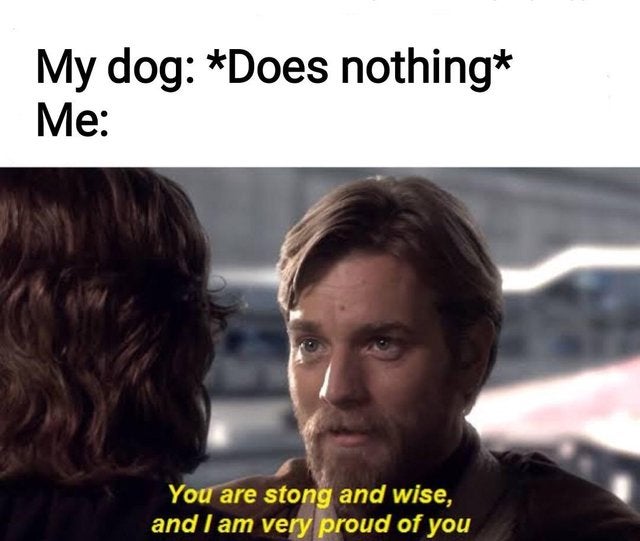 My dog: *Does nothing*
Me:
You are stong and wise,
and I am very proud of you